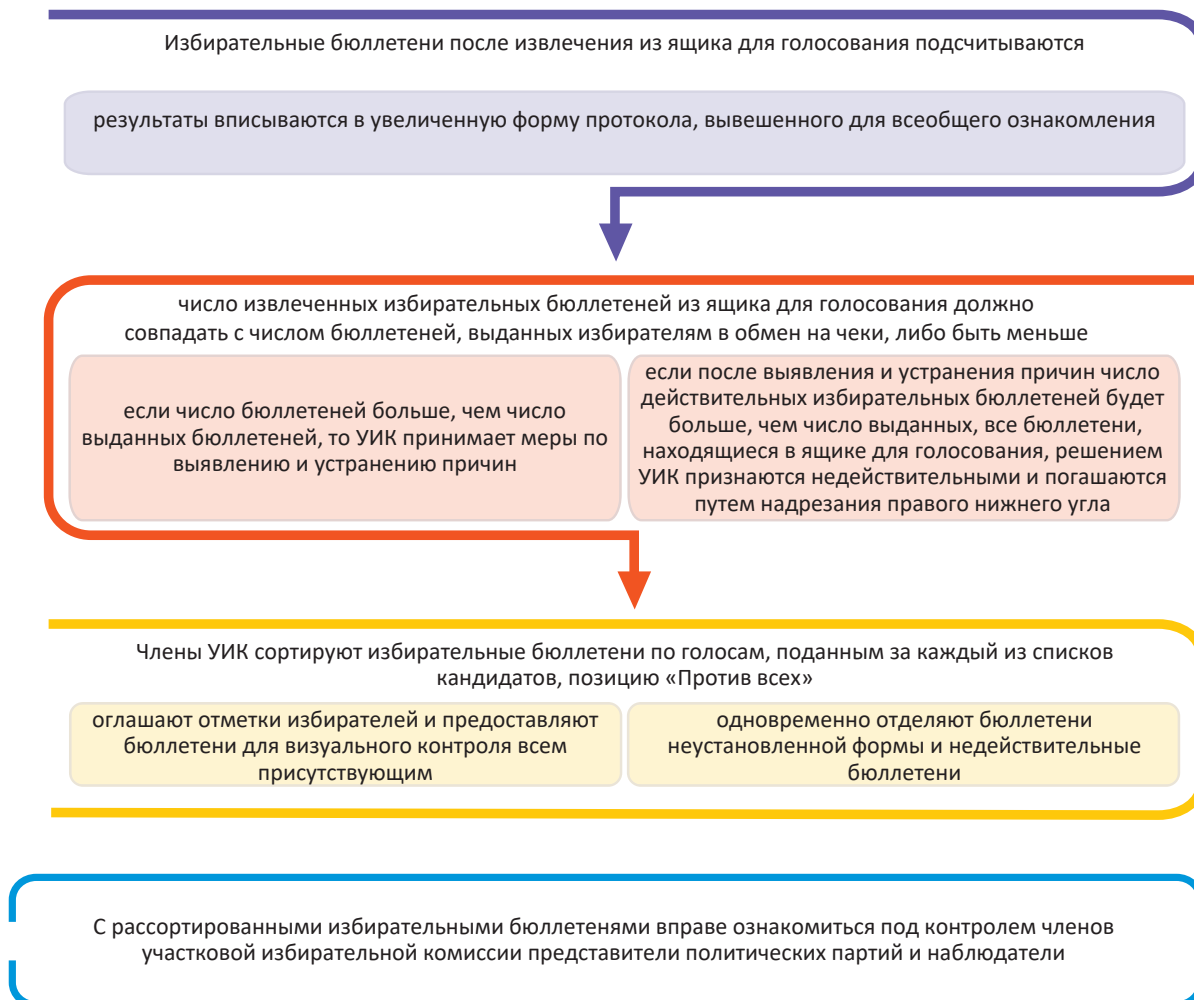 Избирательные бюллетени после извлечения из ящика для голосования подсчитываются
результаты вписываются в увеличенную форму протокола, вывешенного для всеобщего ознакомления
число извлеченных избирательных бюллетеней из ящика для голосования должно
совпадать с числом бюллетеней, выданных избирателям в обмен на чеки, либо быть меньше
если число бюллетеней больше, чем число
выданных бюллетеней, то УИК принимает меры по
выявлению и устранению причин
если после выявления и устранения причин число
действительных избирательных бюллетеней будет
больше, чем число выданных, все бюллетени,
находящиеся в ящике для голосования, решением
УИК признаются недействительными и погашаются
путем надрезания правого нижнего угла
Члены УИК сортируют избирательные бюллетени по голосам, поданным за каждый из списков
кандидатов, позицию «Против всех»
оглашают отметки избирателей и предоставляют
бюллетени для визуального контроля всем
присутствующим
одновременно отделяют бюллетени
неустановленной формы и недействительные
бюллетени
С рассортированными избирательными бюллетенями вправе ознакомиться под контролем членов
участковой избирательной комиссии представители политических партий и наблюдатели